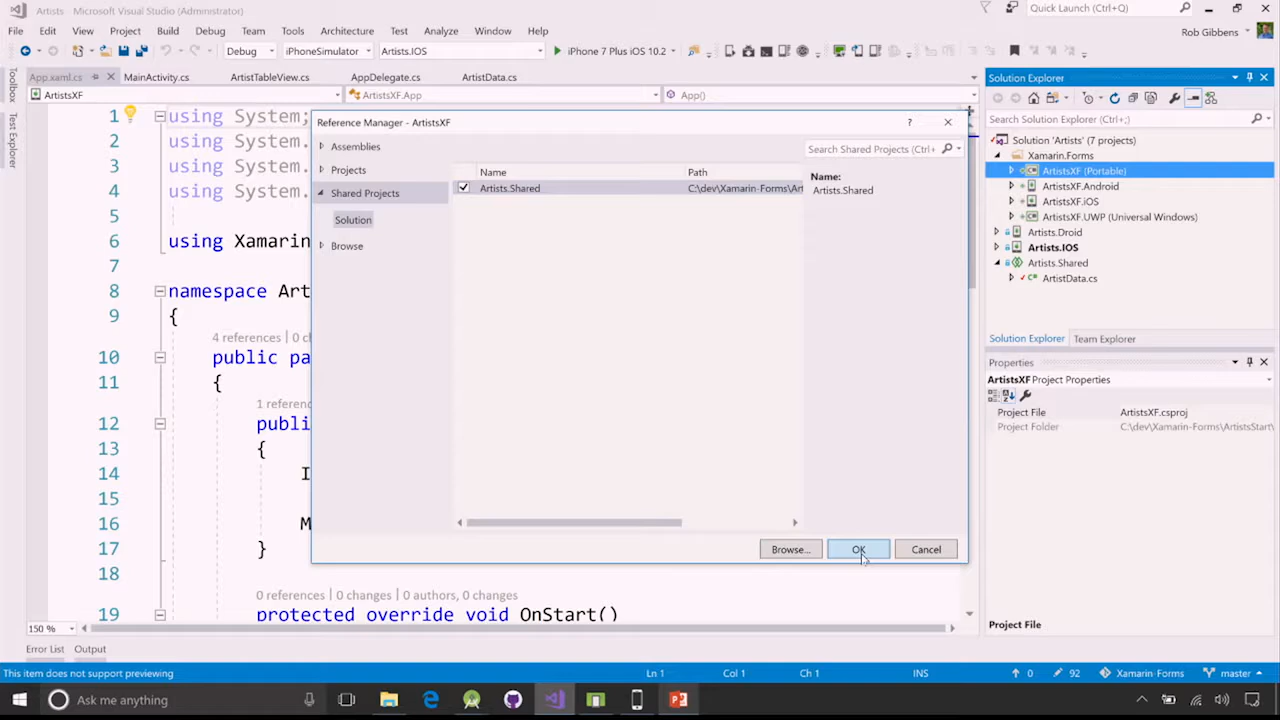 Artists - Microsoft Visual Studio (Administrator)
Quick Launch (Ctrl+Q)
File Edit View Project Build Debug Team Tools Architecture Test Analyze Window Help
Rob Gibbens
Debug iPhoneSimulator Artists.IOS iPhone 7 Plus iOS 10.2
App.xaml.cs MainActivity.cs ArtistTableView.cs AppDelegate.cs ArtistData.cs
ArtistsXF ArtistsXF.App App()
Toolbox
Test Explorer
1 using System;
2 using System.
3 using System.
4 using System.
5
6 using Xamarin
7
8 namespace Art
9 {
4 references | 0 ch
10 public pa
11 {
1 referenc
12 publi
13 {
14 I
15
16 M
17 }
18
0 references | 0 changes | 0 authors, 0 changes
19 protected override void OnStart()
150 %
Reference Manager - ArtistsXF
?
Assemblies
Projects
Shared Projects
Solution
Browse
Name Path
Artists.Shared C:\dev\Xamarin-Forms\Art
Search Shared Projects (Ctrl+
Name:
Artists.Shared
Browse... OK Cancel
Solution Explorer
Search Solution Explorer (Ctrl+;)
Solution 'Artists' (7 projects)
Xamarin.Forms
ArtistsXF (Portable)
ArtistsXF.Android
ArtistsXF.iOS
ArtistsXF.UWP (Universal Windows)
Artists.Droid
Artists.IOS
Artists.Shared
ArtistData.cs
Solution Explorer Team Explorer
Properties
ArtistsXF Project Properties
Project File ArtistsXF.csproj
Project Folder C:\dev\Xamarin-Forms\ArtistsStart\
Project File
Error List Output
This item does not support previewing Ln 1 Col 1 Ch 1 INS 0 92 Xamarin-Forms master
Ask me anything